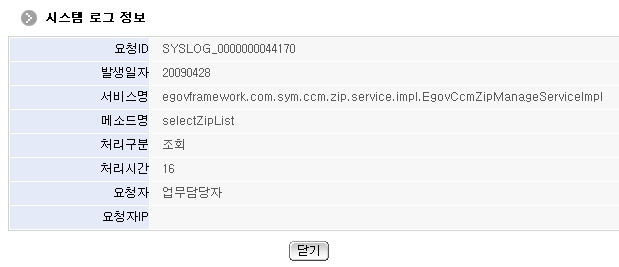 시스템 로그 정보
요청ID SYSLOG_0000000044170
발생일자 20090428
서비스명 egovframework.com.sym.ccm.zip.service.impl.EgovCcmZipManageServiceImpl
메소드명 selectZipList
처리구분 조회
처리시간 16
요청자 업무담당자
요청자IP
닫기